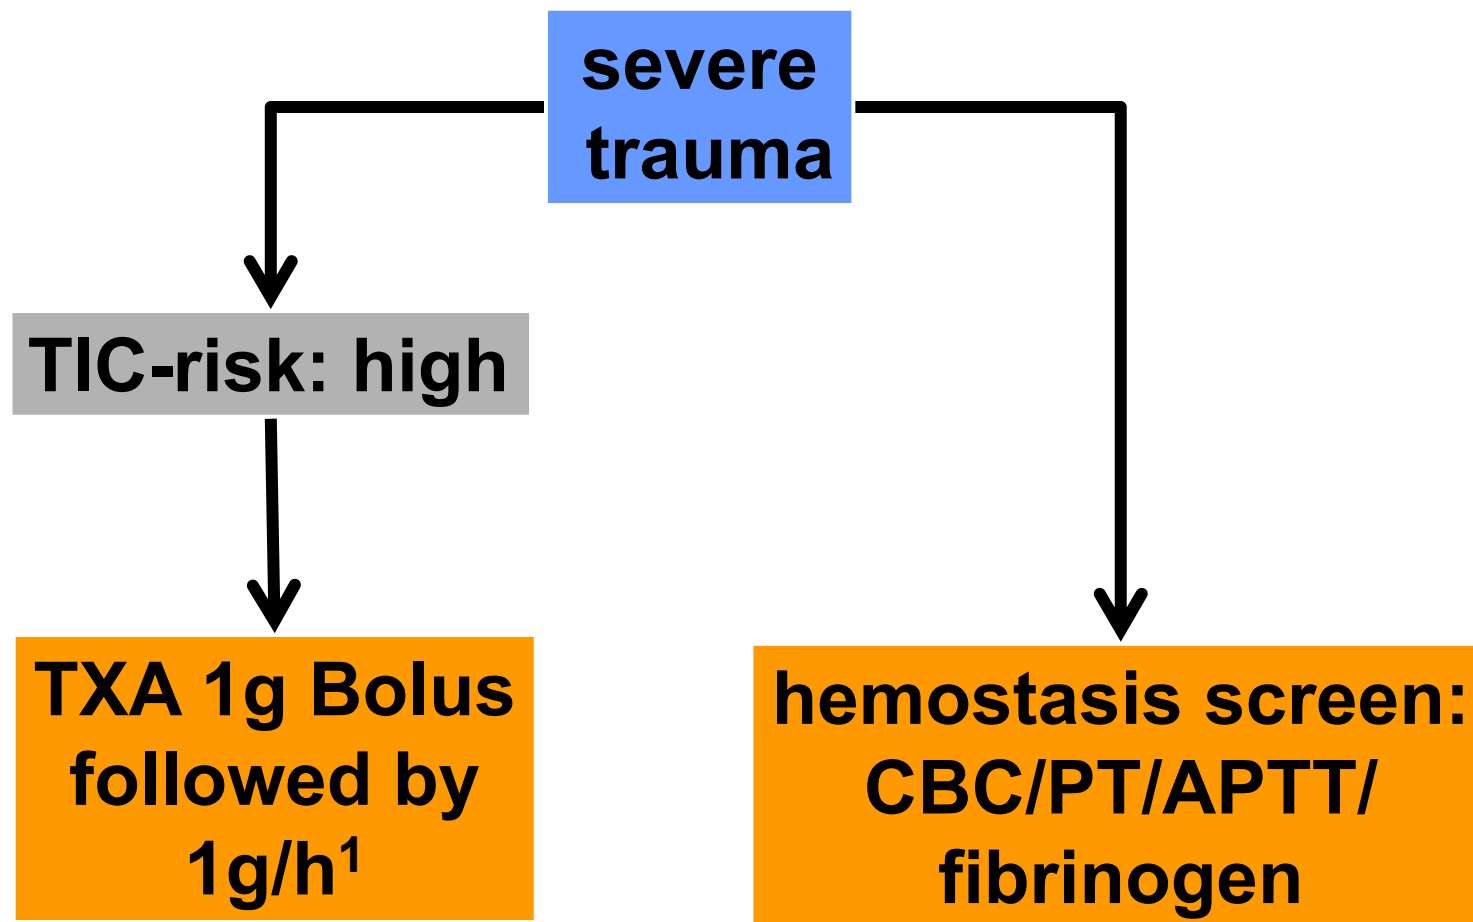 severe
trauma
TIC-risk: high
TXA 1g Bolus
followed by
1g/h¹
hemostasis screen:
CBC/PT/APTT/
fibrinogen